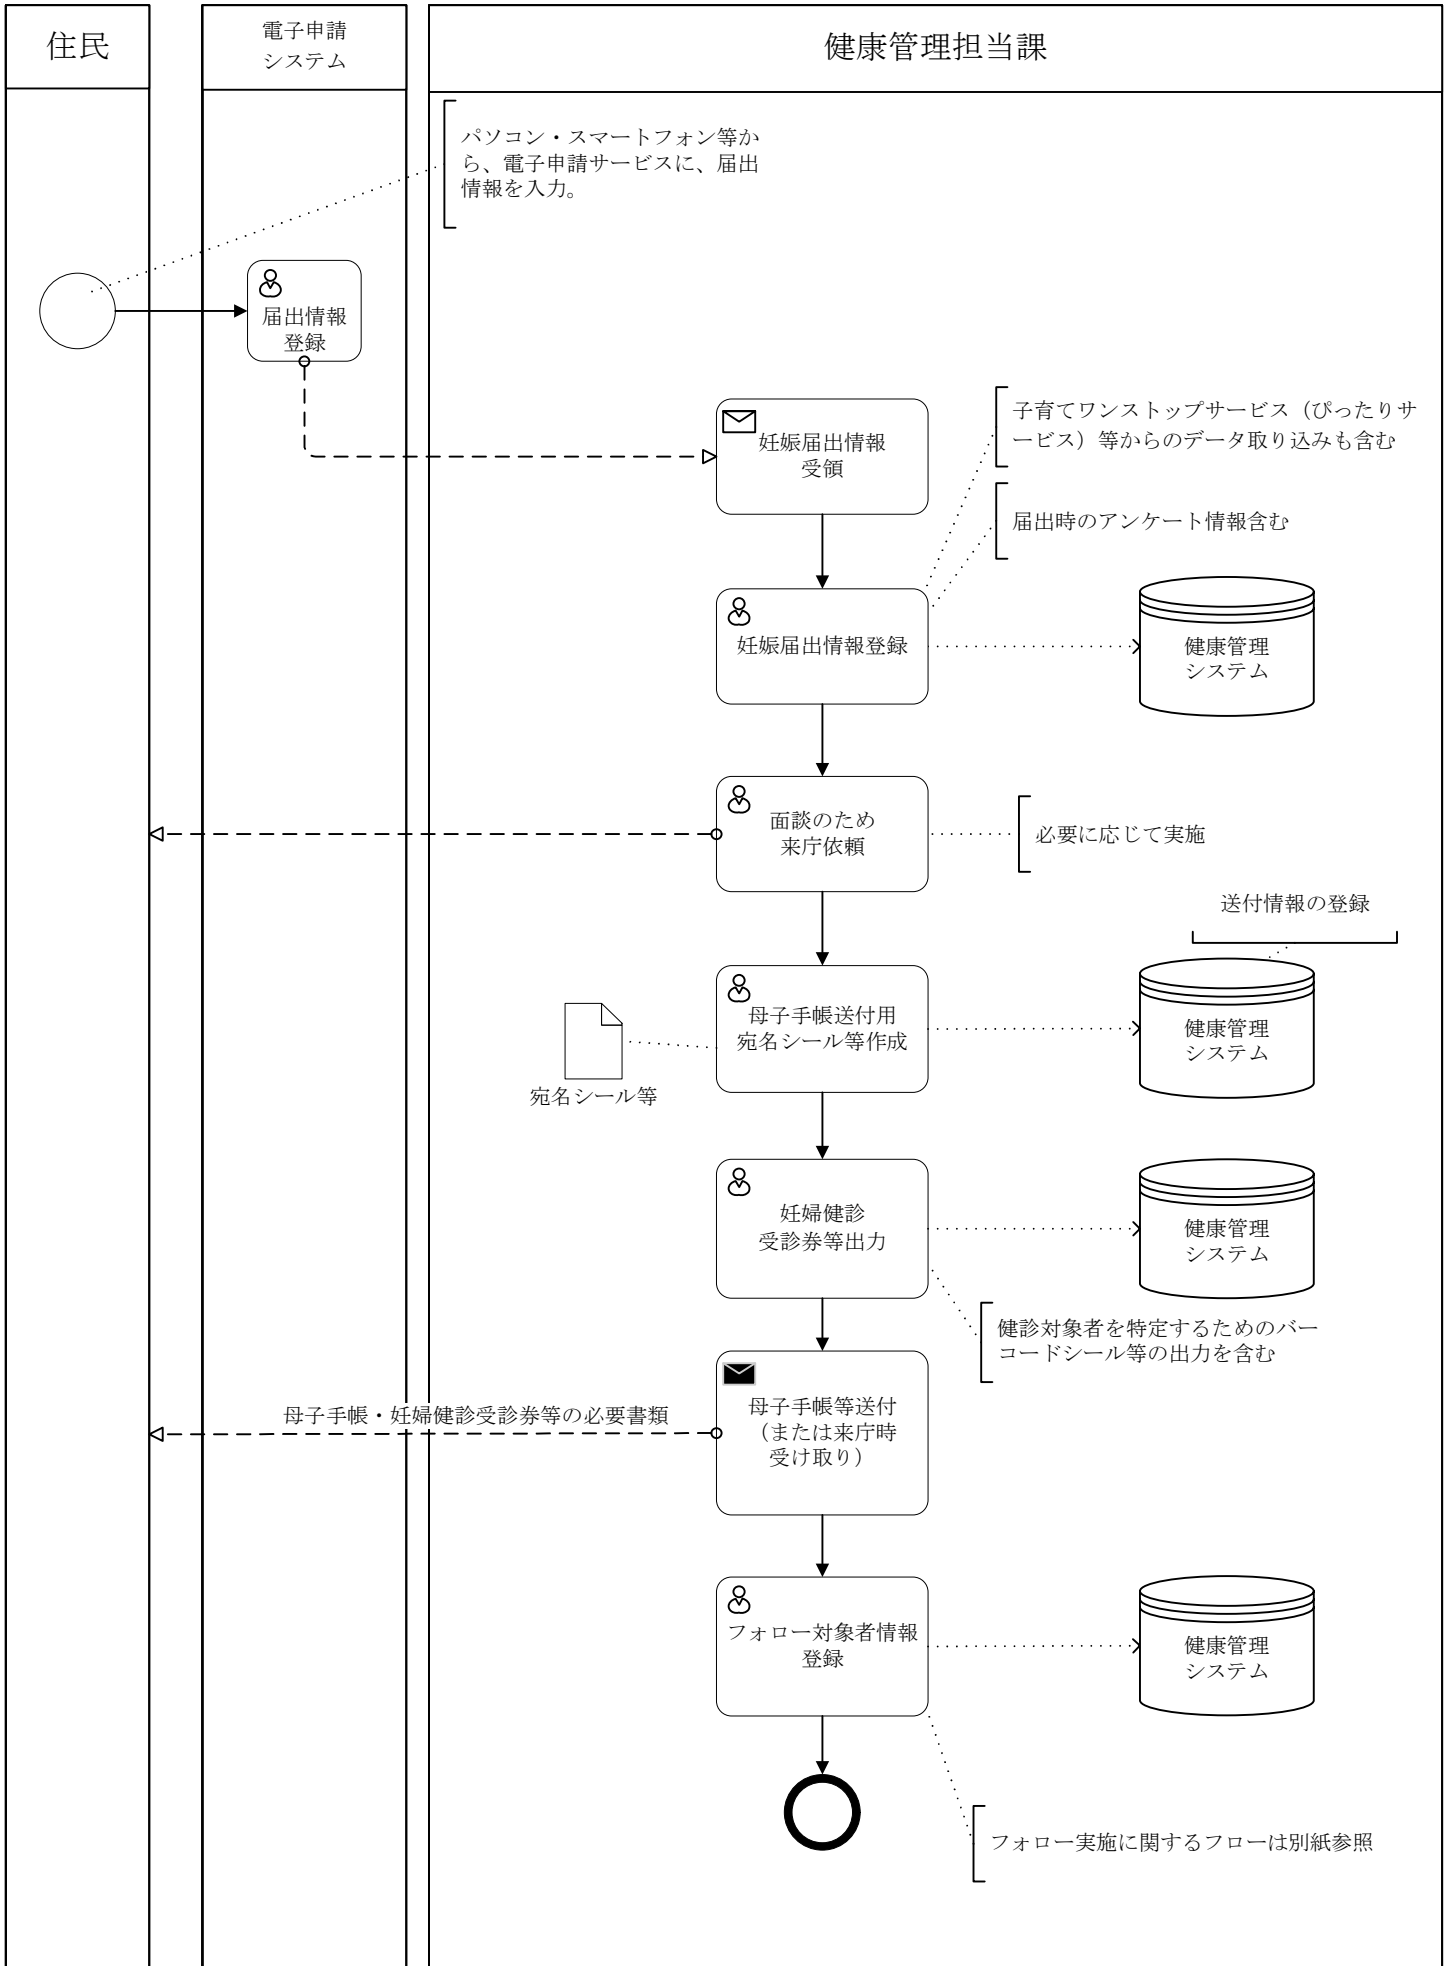 住民
電子申請
システム
健康管理担当課
パソコン・スマートフォン等か
ら、電子申請サービスに、届出
情報を入力。
届出情報
登録
妊娠届出情報
受領
子育てワンストップサービス（ぴったりサ
ービス）等からのデータ取り込みも含む
届出時のアンケート情報含む
妊娠届出情報登録
健康管理
システム
面談のため
来庁依頼
必要に応じて実施
送付情報の登録
母子手帳送付用
宛名シール等作成
健康管理
システム
宛名シール等
妊婦健診
受診券等出力
健康管理
システム
健診対象者を特定するためのバー
コードシール等の出力を含む
母子手帳等送付
（または来庁時
受け取り）
母子手帳・妊婦健診受診券等の必要書類
フォロー対象者情報
登録
健康管理
システム
フォロー実施に関するフローは別紙参照